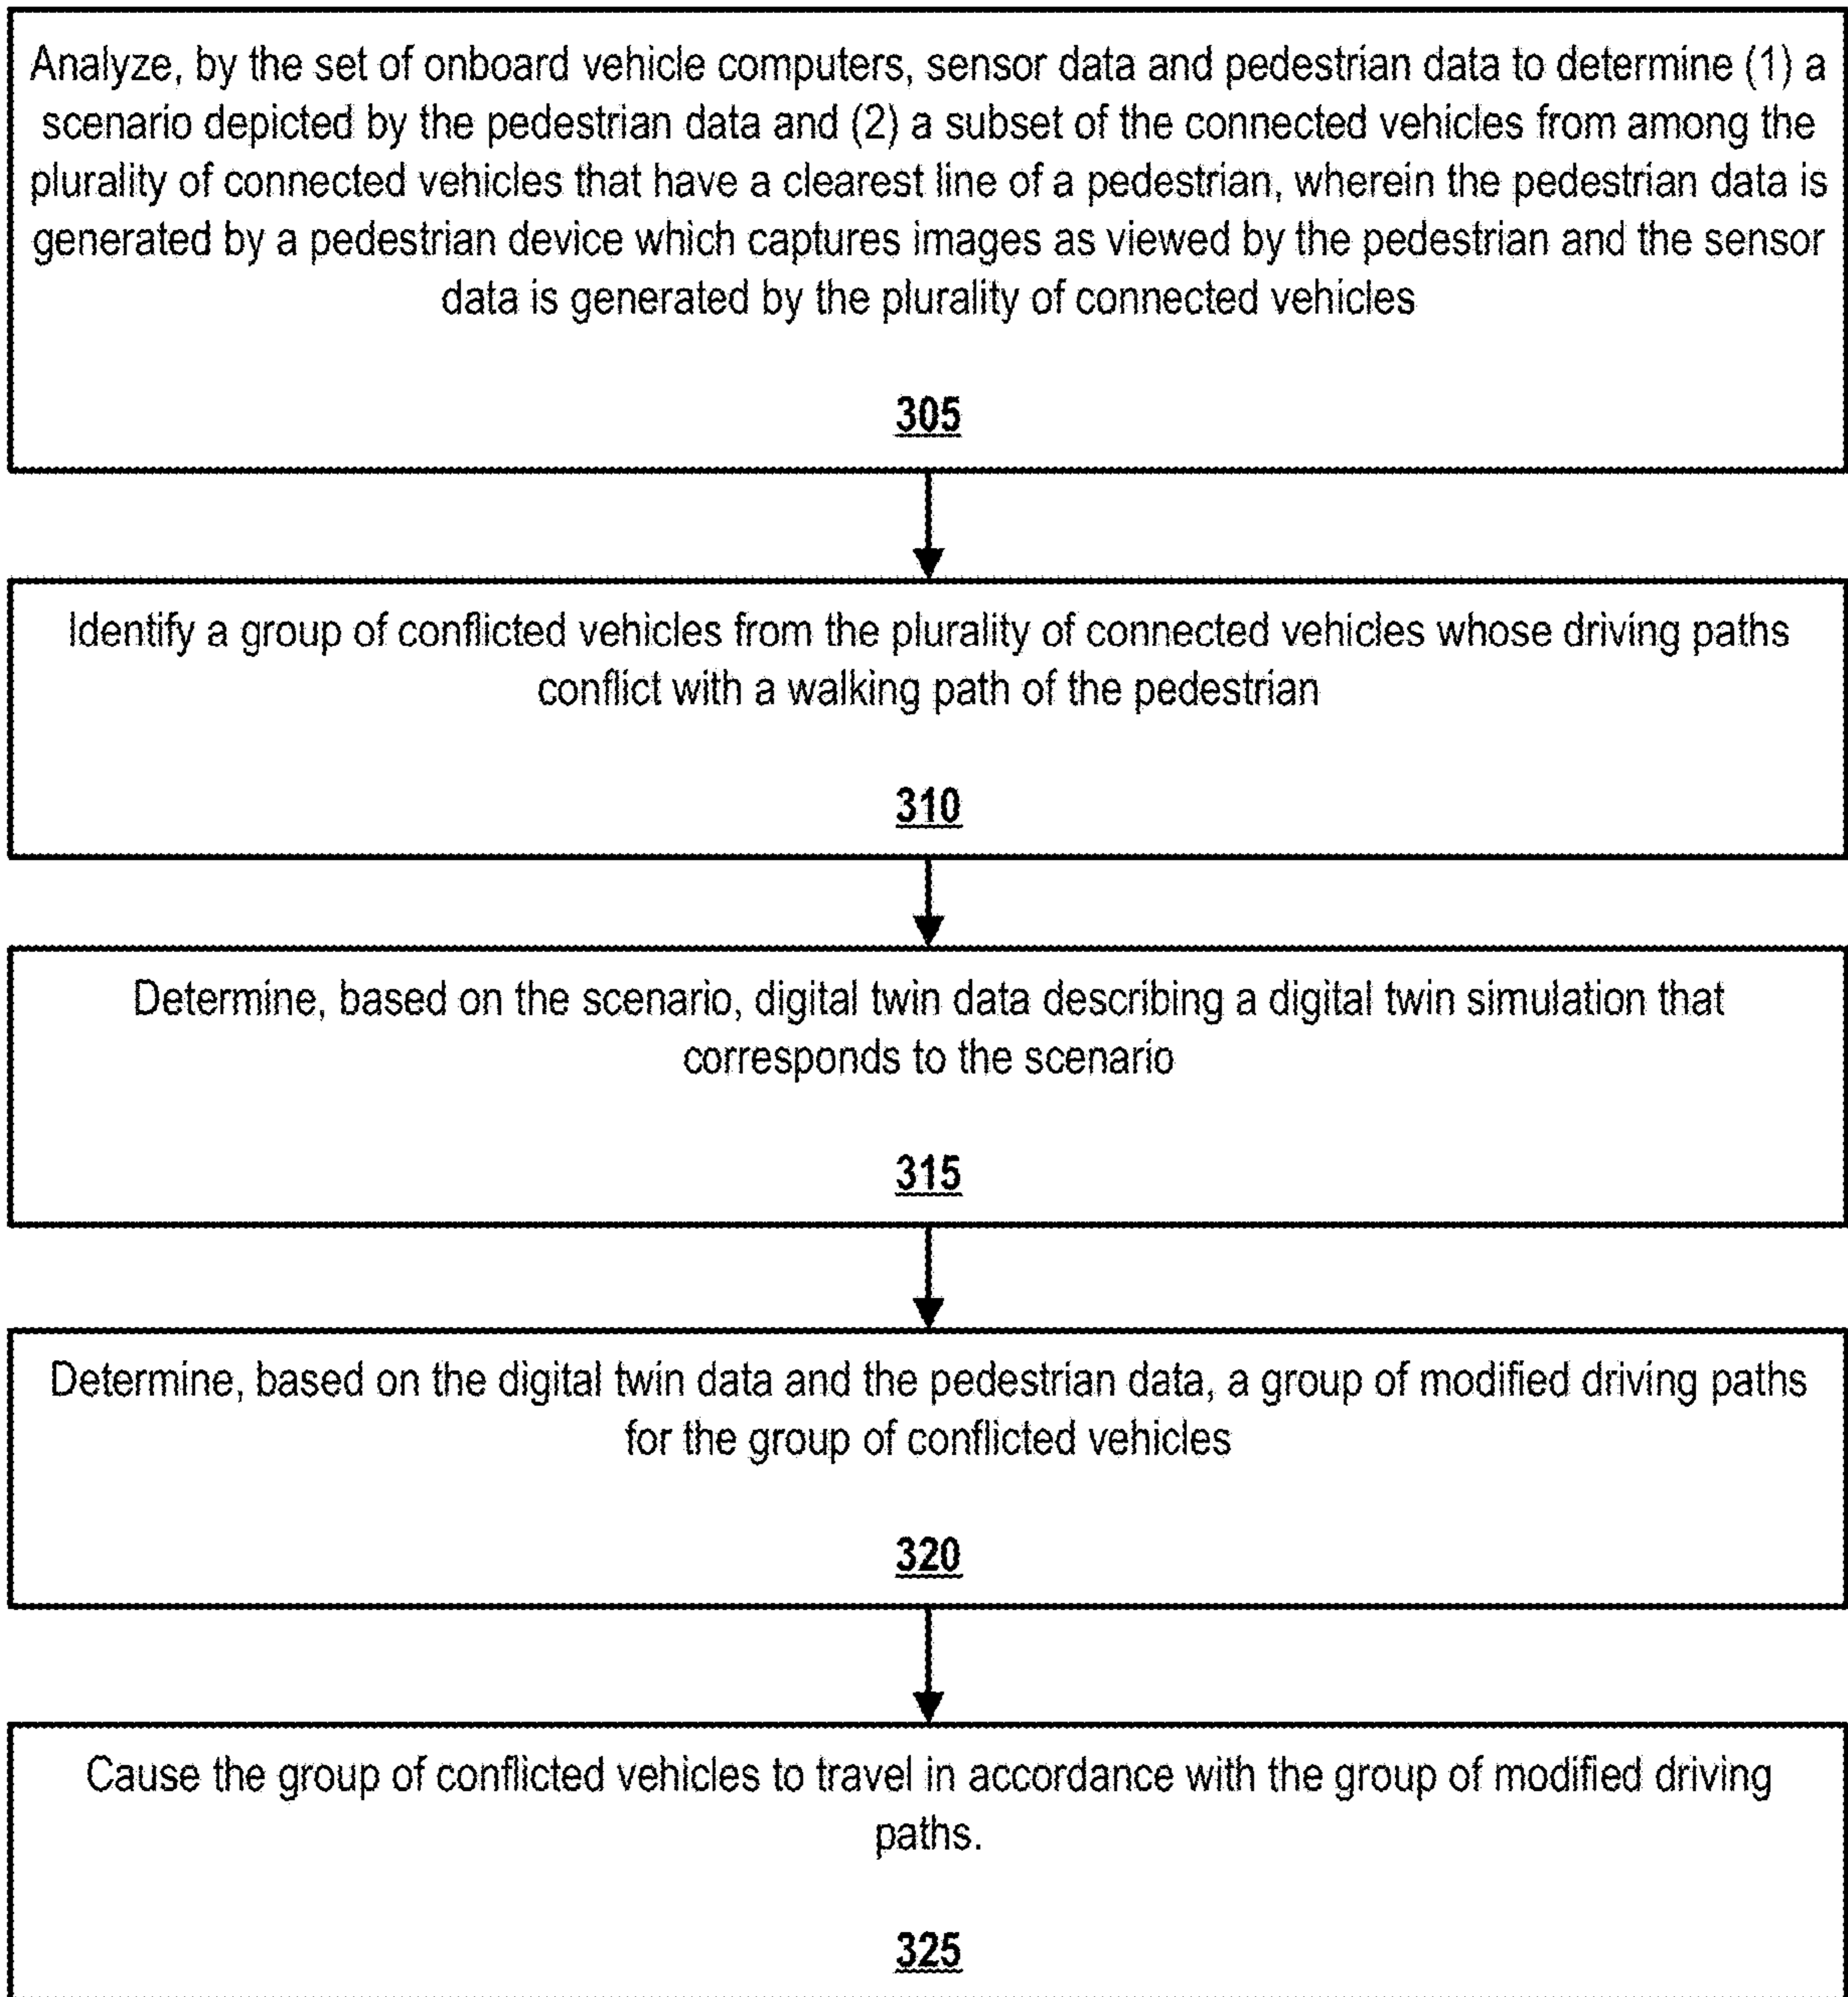 Analyze, by the set of onboard vehicle computers, sensor data and pedestrian data to determine (1) a
scenario depicted by the pedestrian data and (2) a subset of the connected vehicles from among the
plurality of connected vehicles that have a clearest line of a pedestrian, wherein the pedestrian data is
generated by a pedestrian device which captures images as viewed by the pedestrian and the sensor
data is generated by the plurality of connected vehicles
305
Identify a group of conflicted vehicles from the plurality of connected vehicles whose driving paths
conflict with a walking path of the pedestrian
310
Determine, based on the scenario, digital twin data describing a digital twin simulation that
corresponds to the scenario
315
Determine, based on the digital twin data and the pedestrian data, a group of modified driving paths
for the group of conflicted vehicles
320
Cause the group of conflicted vehicles to travel in accordance with the group of modified driving
paths.
325